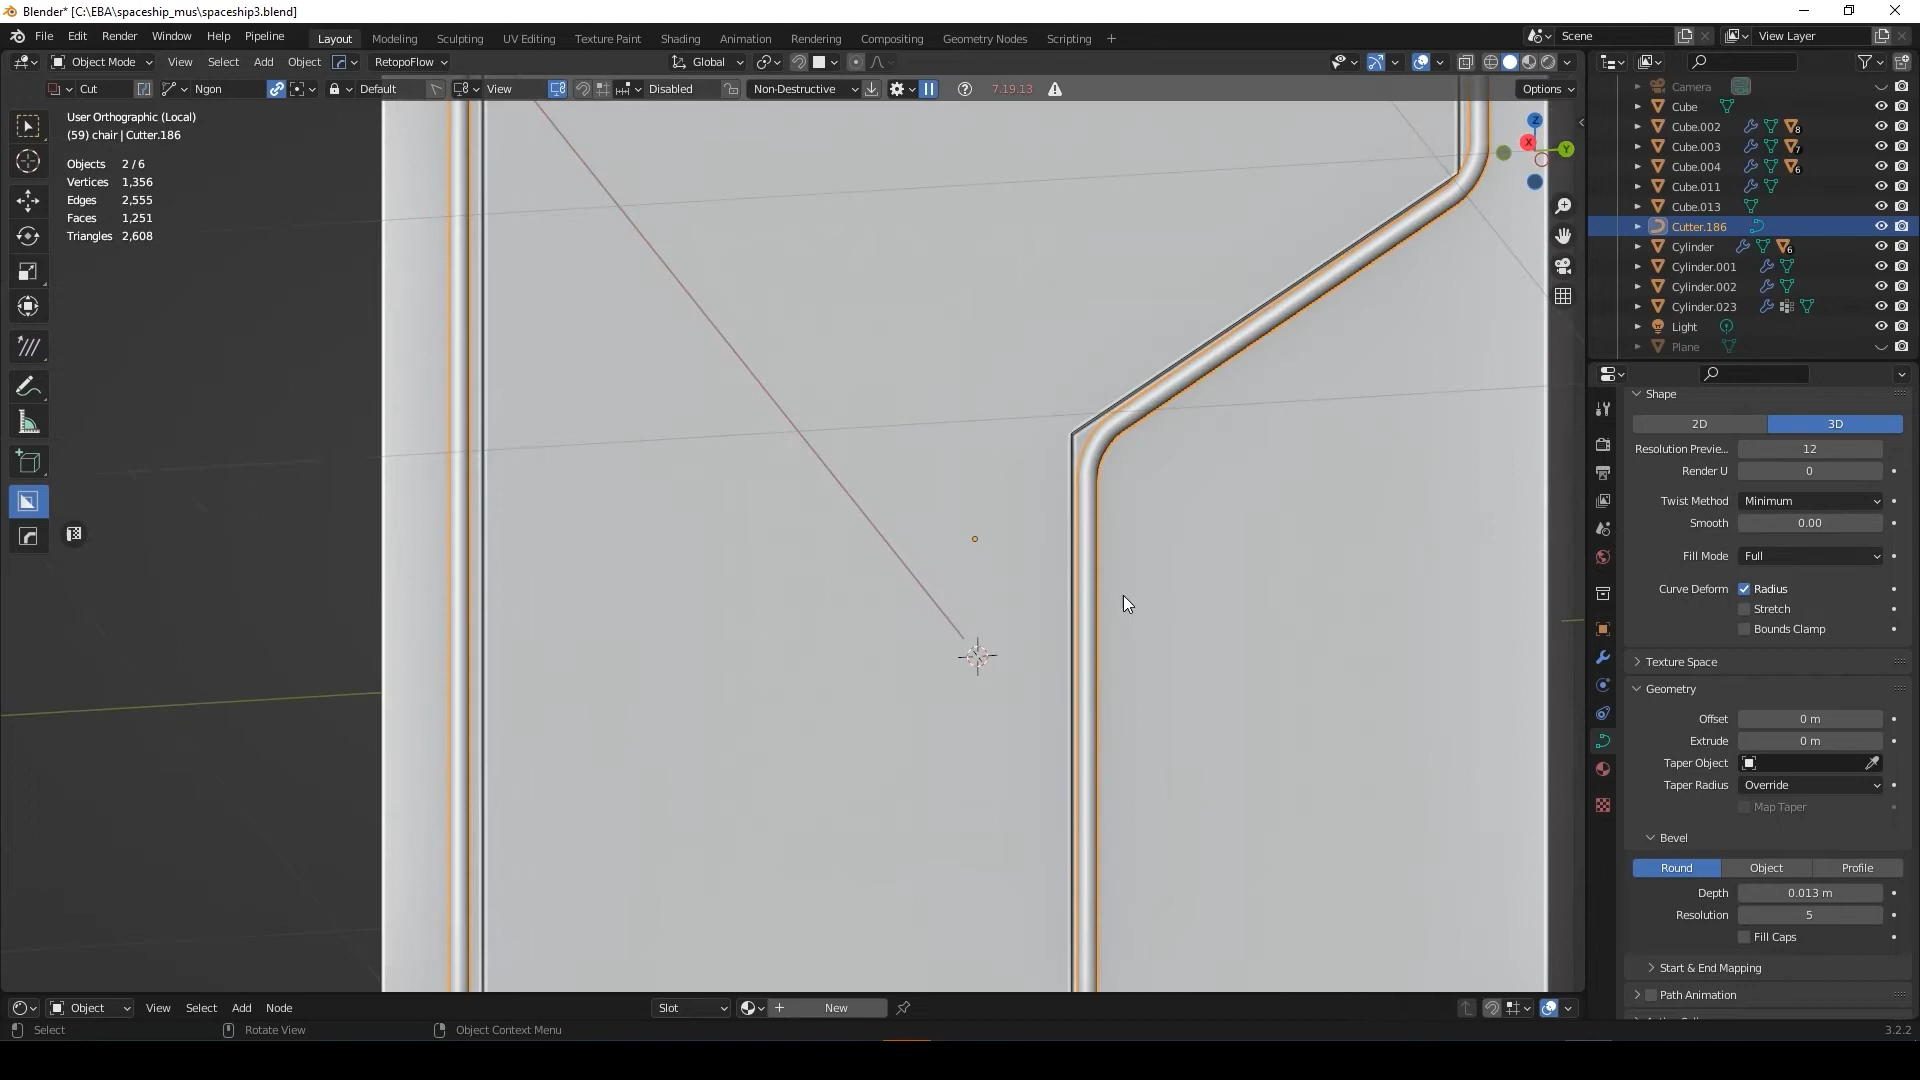 Blender* [C:\EBA\spaceship_mus\spaceship3.blend]
File Edit Render Window Help Pipeline Layout Modeling Sculpting UV Editing Texture Paint Shading Animation Rendering Compositing Geometry Nodes Scripting + Scene View Layer
Object Mode View Select Add Object RetopoFlow Global
Cut Ngon Default View Disabled Non-Destructive 7.19.13 Options
User Orthographic (Local)
(59) chair | Cutter.186
Objects 2 / 6
Vertices 1,356
Edges 2,555
Faces 1,251
Triangles 2,608
Z
X
Y
Camera
Cube
Cube.002 8
Cube.003 7
Cube.004 6
Cube.011
Cube.013
Cutter.186
Cylinder 6
Cylinder.001
Cylinder.002
Cylinder.023
Light
Plane
Shape
2D 3D
Resolution Previe... 12
Render U 0
Twist Method Minimum
Smooth 0.00
Fill Mode Full
Curve Deform Radius
Stretch
Bounds Clamp
Texture Space
Geometry
Offset 0 m
Extrude 0 m
Taper Object
Taper Radius Override
Map Taper
Bevel
Round Object Profile
Depth 0.013 m
Resolution 5
Fill Caps
Start & End Mapping
Path Animation
Object View Select Add Node Slot + New
Select Rotate View Object Context Menu 3.2.2